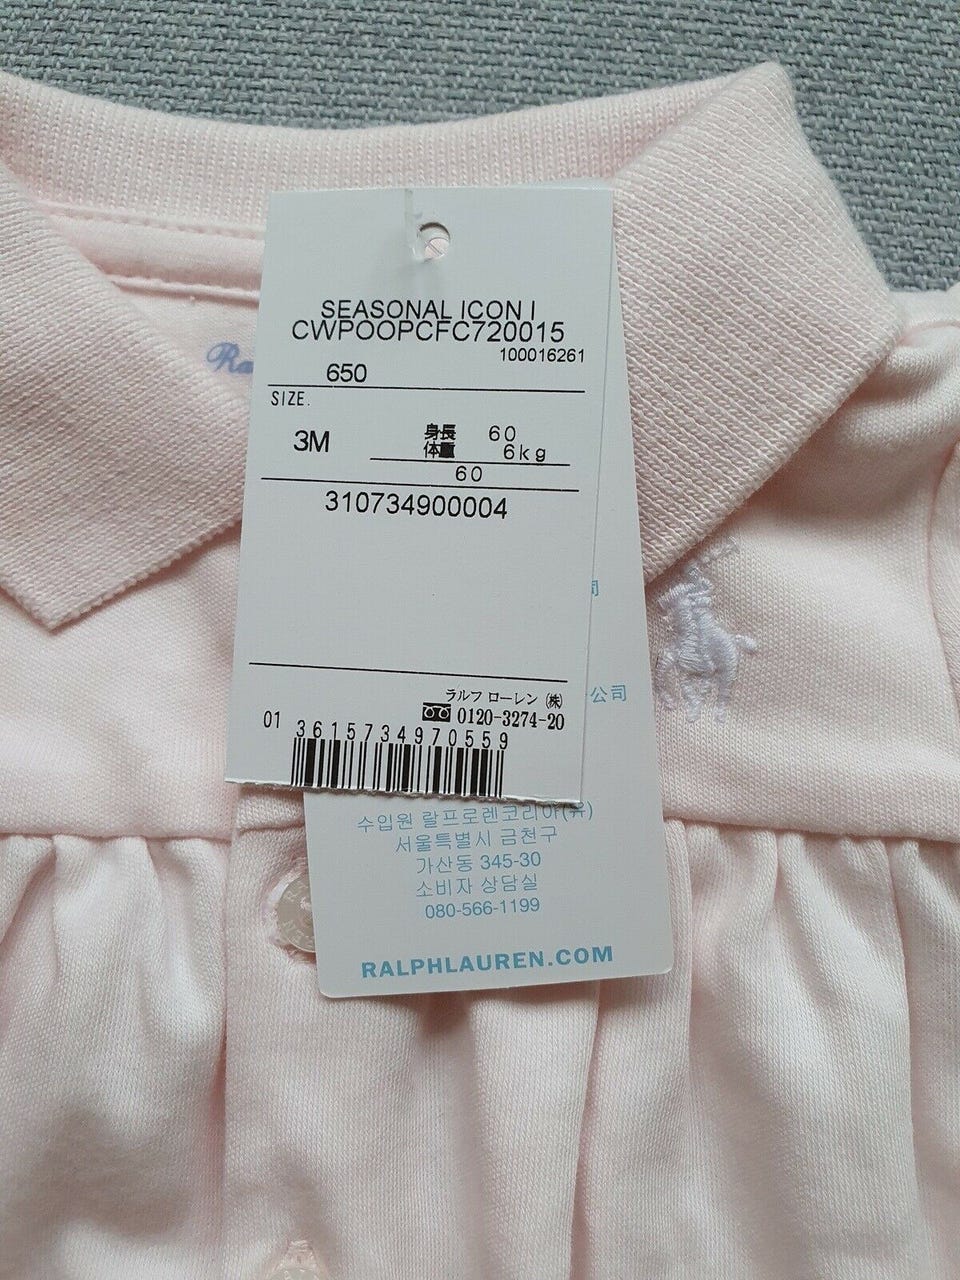 SEASONAL ICON I
CWPOOPCFC720015
100016261
650
SIZE.
3M
身長 60
体重 6kg
60
310734900004
ラルフ ローレン ㈱
0120-3274-20
01 3615734970559
公司
수입원 랄프로렌코리아(유)
서울특별시 금천구
가산동 345-30
소비자 상담실
080-566-1199
RALPHLAUREN.COM